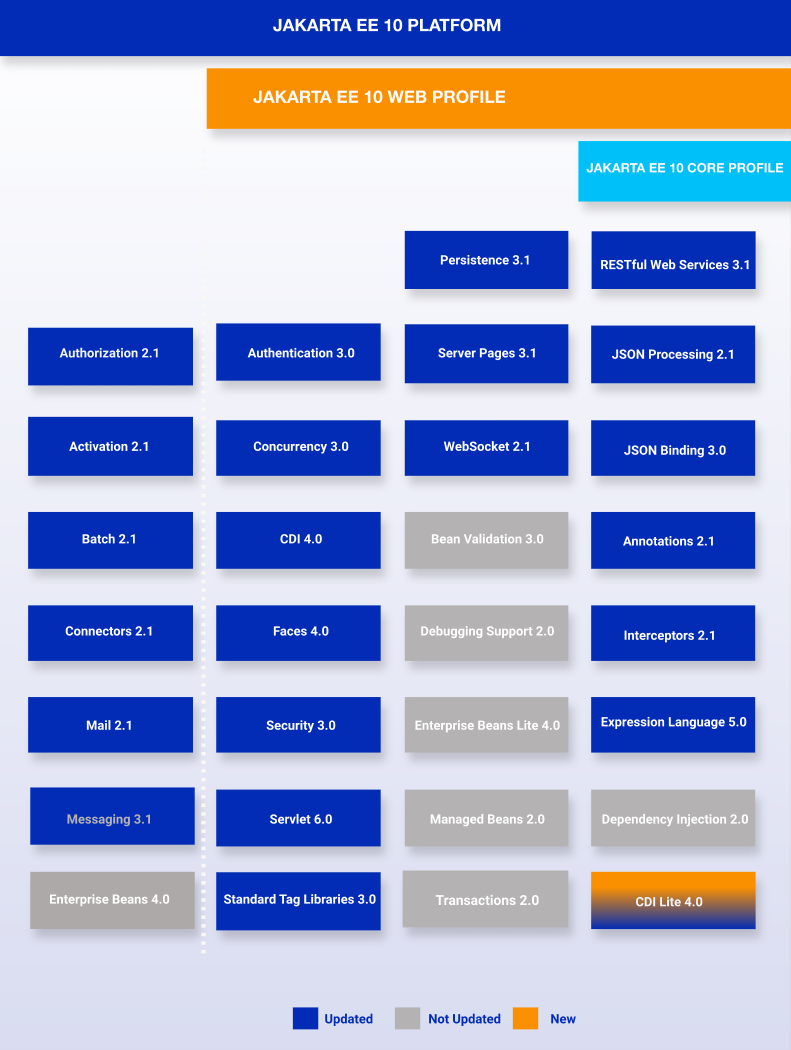 JAKARTA EE 10 PLATFORM
JAKARTA EE 10 WEB PROFILE
JAKARTA EE 10 CORE PROFILE
Persistence 3.1
RESTful Web Services 3.1
Authorization 2.1
Authentication 3.0
Server Pages 3.1
JSON Processing 2.1
Activation 2.1
Concurrency 3.0
WebSocket 2.1
JSON Binding 3.0
Batch 2.1
CDI 4.0
Bean Validation 3.0
Annotations 2.1
Connectors 2.1
Faces 4.0
Debugging Support 2.0
Interceptors 2.1
Mail 2.1
Security 3.0
Enterprise Beans Lite 4.0
Expression Language 5.0
Messaging 3.1
Servlet 6.0
Managed Beans 2.0
Dependency Injection 2.0
Enterprise Beans 4.0
Standard Tag Libraries 3.0
Transactions 2.0
CDI Lite 4.0
Updated
Not Updated
New